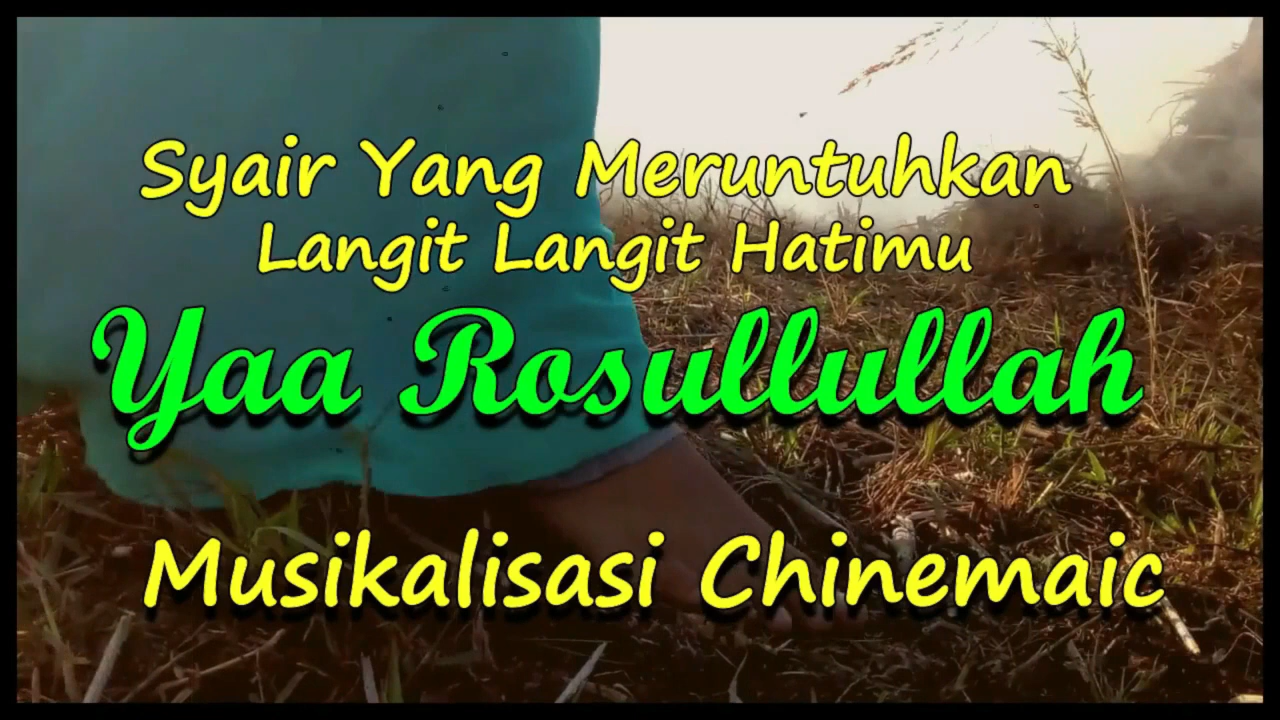 Syair Yang Meruntuhkan
Langit Langit Hatimu
Yaa Rosullullah
Musikalisasi Chinemaic